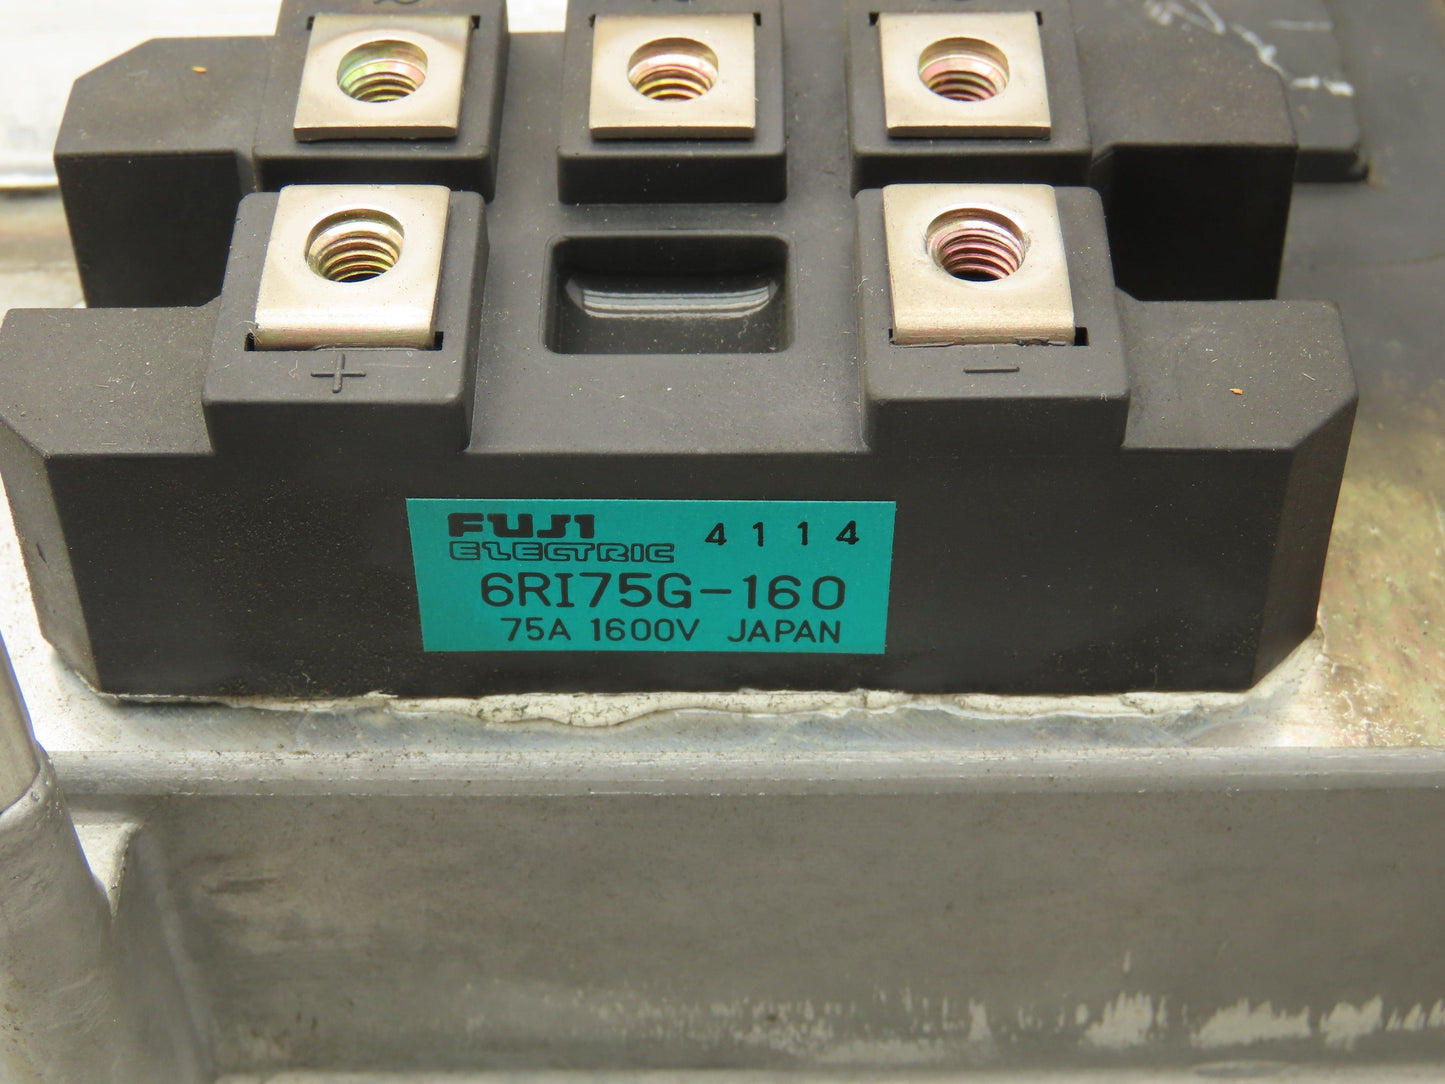 + −
FUJI
ELECTRIC 4114
6RI75G-160
75A 1600V JAPAN